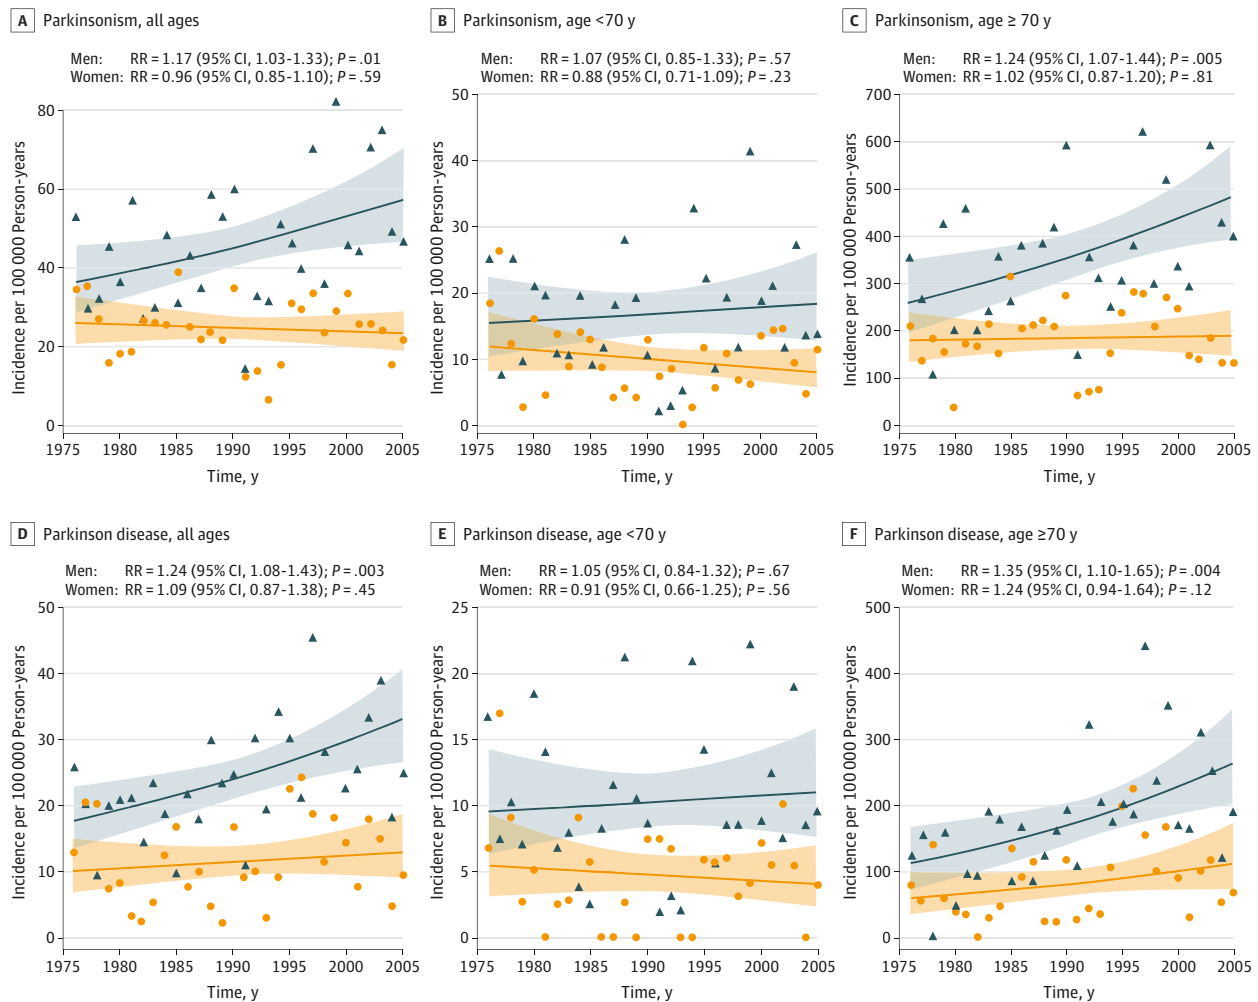 A Parkinsonism, all ages
Men: RR = 1.17 (95% CI, 1.03-1.33); P = .01
Women: RR = 0.96 (95% CI, 0.85-1.10); P = .59
Incidence per 100 000 Person-years
80
60
40
20
0
1975 1980 1985 1990 1995 2000 2005
Time, y
B Parkinsonism, age <70 y
Men: RR = 1.07 (95% CI, 0.85-1.33); P = .57
Women: RR = 0.88 (95% CI, 0.71-1.09); P = .23
Incidence per 100 000 Person-years
50
40
30
20
10
0
1975 1980 1985 1990 1995 2000 2005
Time, y
C Parkinsonism, age ≥ 70 y
Men: RR = 1.24 (95% CI, 1.07-1.44); P = .005
Women: RR = 1.02 (95% CI, 0.87-1.20); P = .81
Incidence per 100 000 Person-years
700
600
500
400
300
200
100
0
1975 1980 1985 1990 1995 2000 2005
Time, y
D Parkinson disease, all ages
Men: RR = 1.24 (95% CI, 1.08-1.43); P = .003
Women: RR = 1.09 (95% CI, 0.87-1.38); P = .45
Incidence per 100 000 Person-years
50
40
30
20
10
0
1975 1980 1985 1990 1995 2000 2005
Time, y
E Parkinson disease, age <70 y
Men: RR = 1.05 (95% CI, 0.84-1.32); P = .67
Women: RR = 0.91 (95% CI, 0.66-1.25); P = .56
Incidence per 100 000 Person-years
25
20
15
10
5
0
1975 1980 1985 1990 1995 2000 2005
Time, y
F Parkinson disease, age ≥70 y
Men: RR = 1.35 (95% CI, 1.10-1.65); P = .004
Women: RR = 1.24 (95% CI, 0.94-1.64); P = .12
Incidence per 100 000 Person-years
500
400
300
200
100
0
1975 1980 1985 1990 1995 2000 2005
Time, y